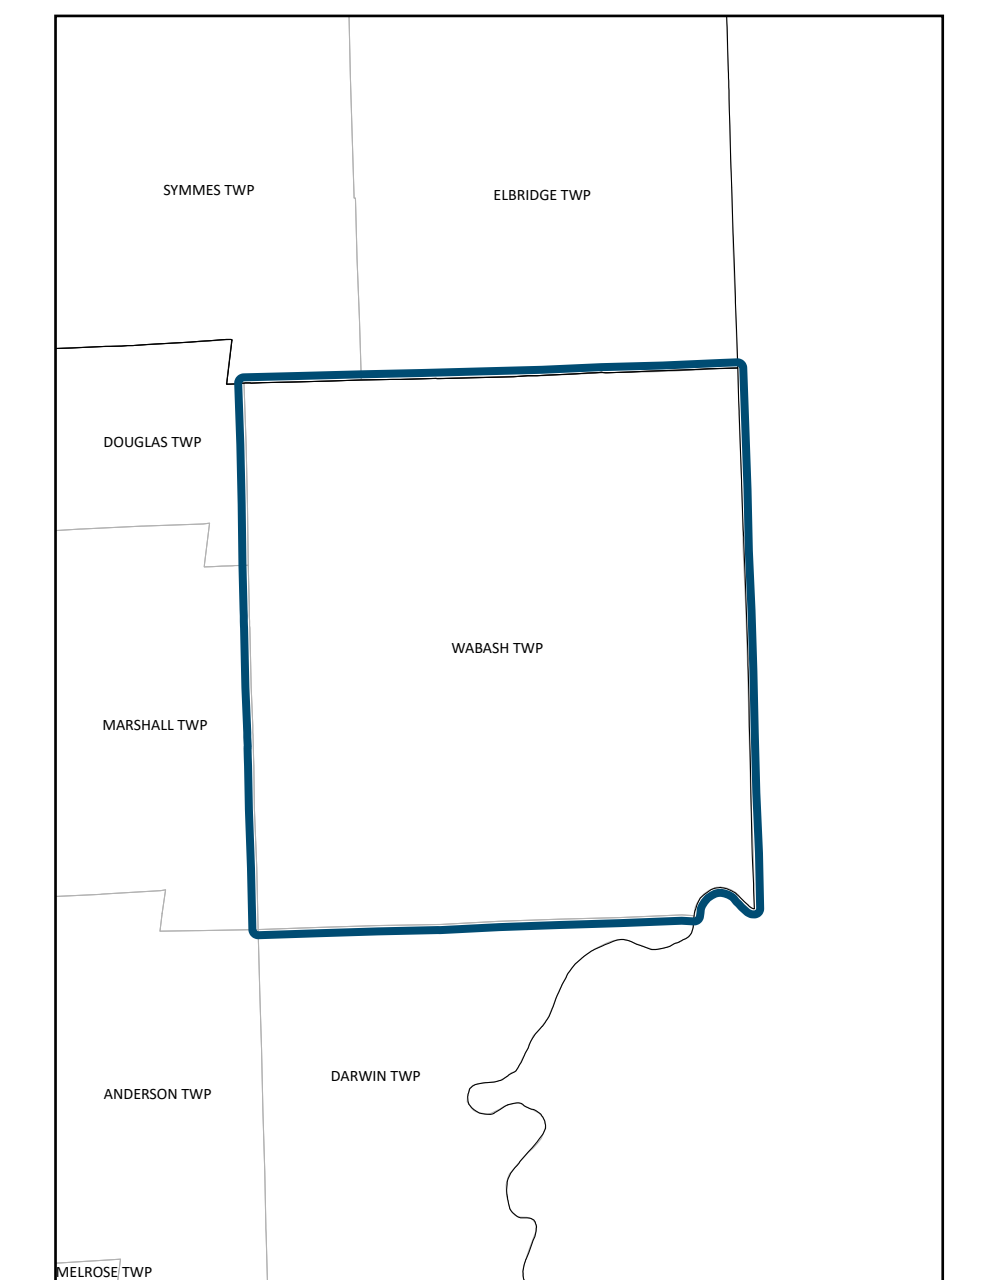 SYMMES TWP
ELBRIDGE TWP
DOUGLAS TWP
WABASH TWP
MARSHALL TWP
DARWIN TWP
ANDERSON TWP
MELROSE TWP